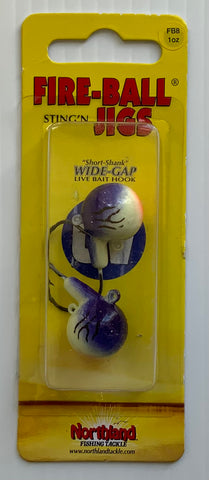 FB8
1oz
FIRE-BALL®
STING'N JIGS
"Short-Shank"
WIDE-GAP
LIVE BAIT HOOK
Northland
FISHING TACKLE
www.northlandtackle.com